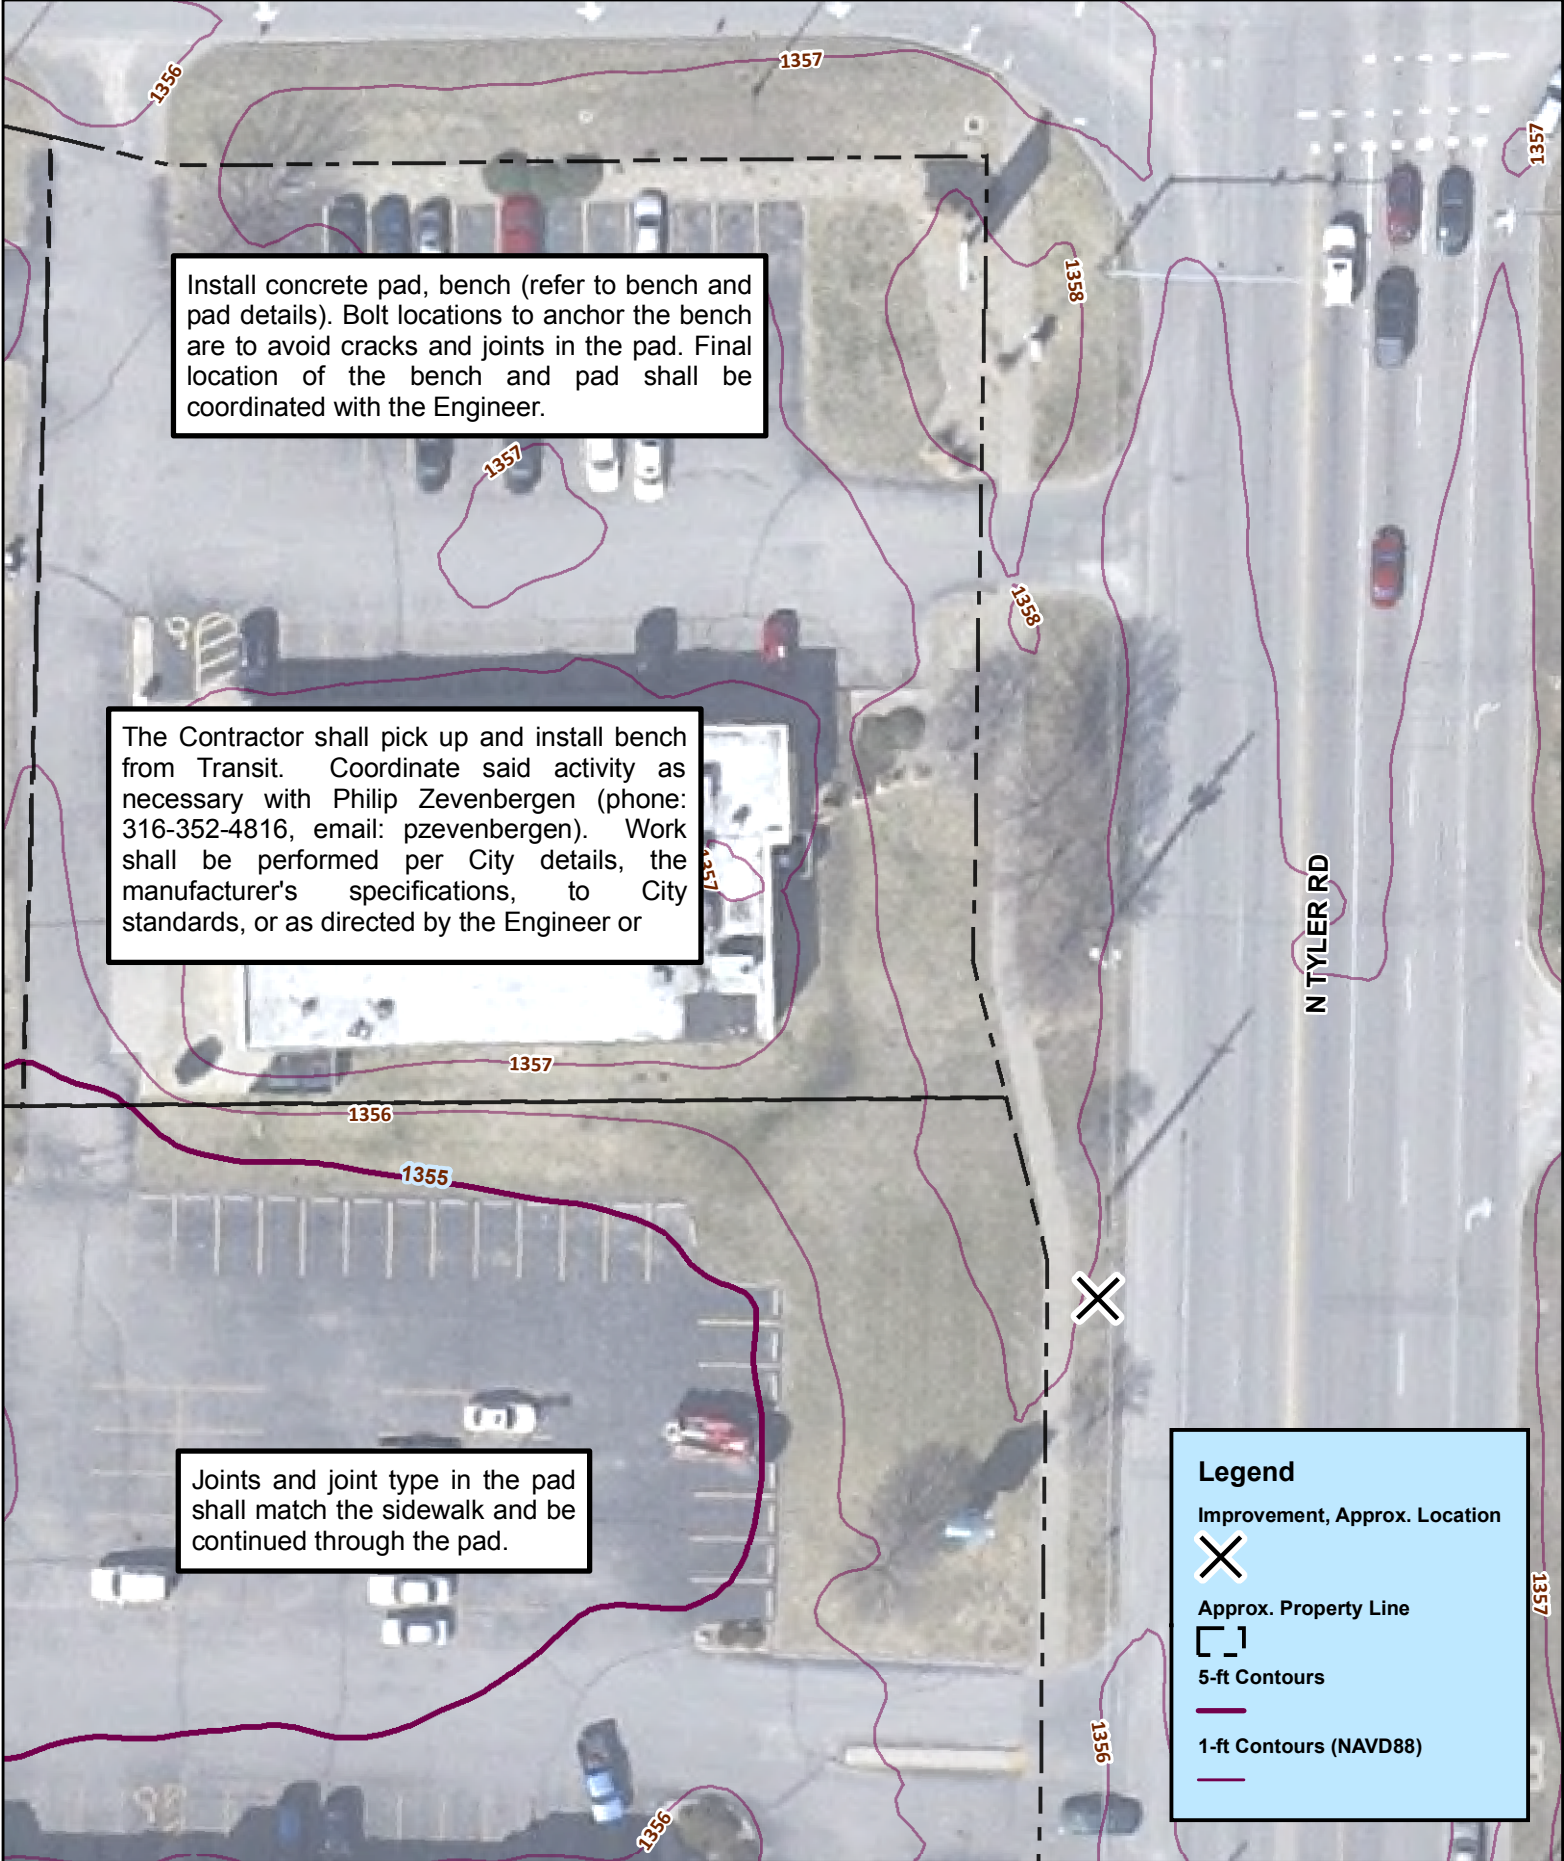 1357
1356
1357
1358
Install concrete pad, bench (refer to bench and
pad details). Bolt locations to anchor the bench
are to avoid cracks and joints in the pad. Final
location of the bench and pad shall be
coordinated with the Engineer.
1357
1358
The Contractor shall pick up and install bench
from Transit. Coordinate said activity as
necessary with Philip Zevenbergen (phone:
316-352-4816, email: pzevenbergen). Work
shall be performed per City details, the
manufacturer's specifications, to City
standards, or as directed by the Engineer or
1357
N TYLER RD
1357
1356
1355
Joints and joint type in the pad
shall match the sidewalk and be
continued through the pad.
Legend
Improvement, Approx. Location
Approx. Property Line
5-ft Contours
1-ft Contours (NAVD88)
1357
1356
1356